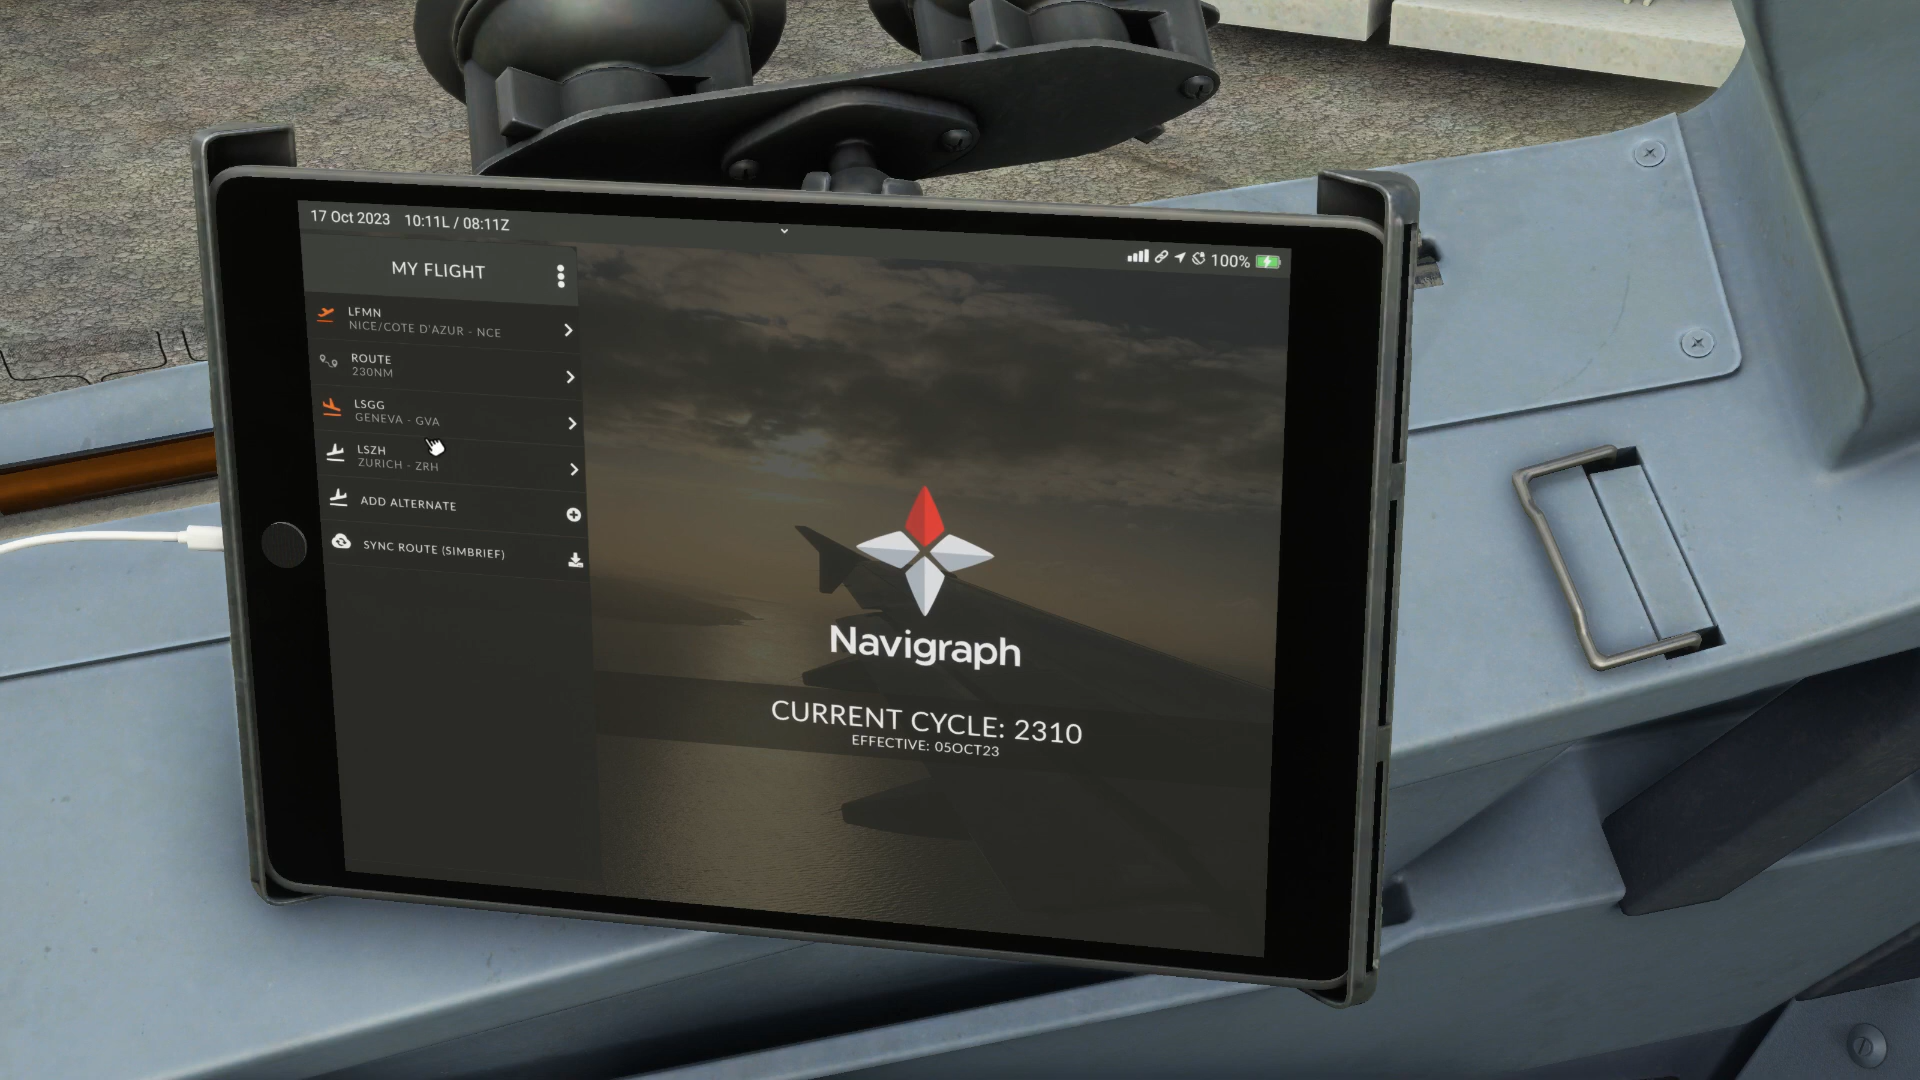 17 Oct 2023 10:11L / 08:11Z
100%
MY FLIGHT
LFMN
NICE/COTE D'AZUR - NCE
ROUTE
230NM
LSGG
GENEVA - GVA
LSZH
ZURICH - ZRH
ADD ALTERNATE
SYNC ROUTE (SIMBRIEF)
Navigraph
CURRENT CYCLE: 2310
EFFECTIVE: 05OCT23